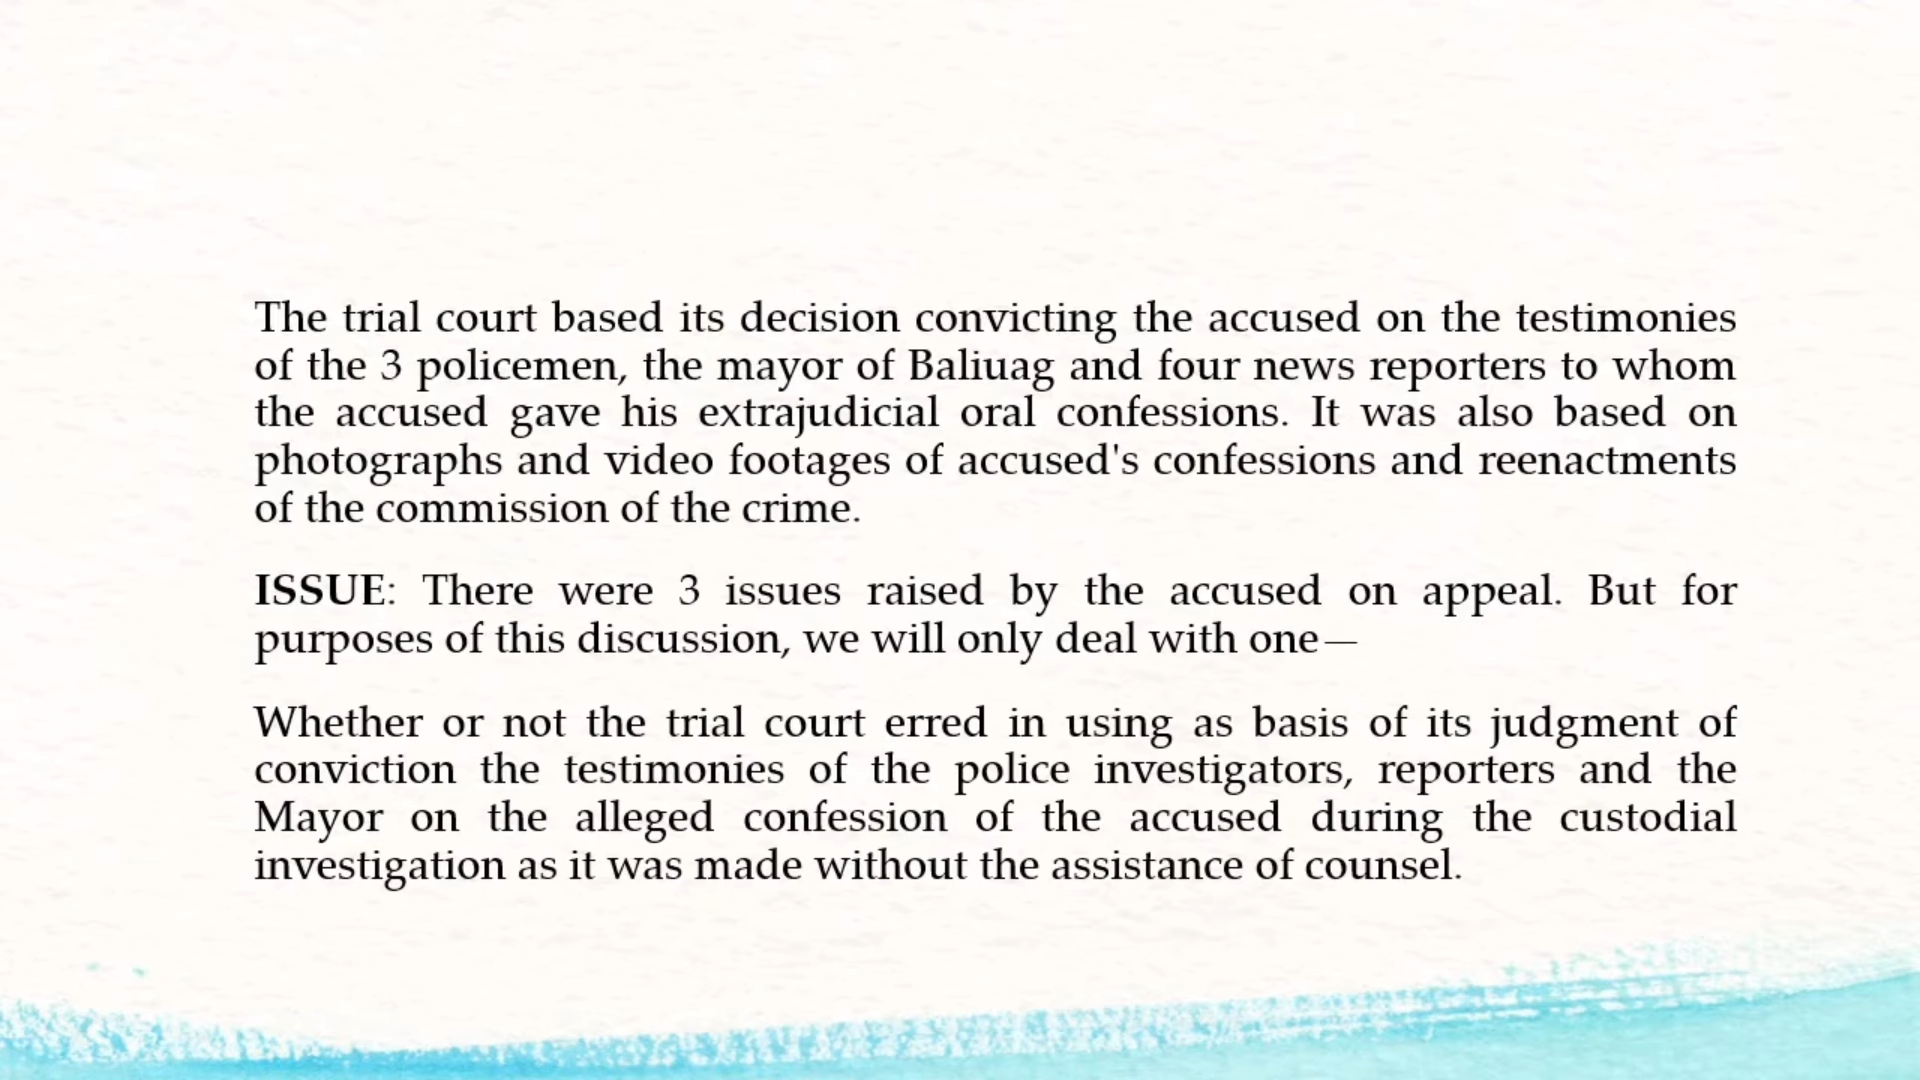 The trial court based its decision convicting the accused on the testimonies
of the 3 policemen, the mayor of Baliuag and four news reporters to whom
the accused gave his extrajudicial oral confessions. It was also based on
photographs and video footages of accused's confessions and reenactments
of the commission of the crime.
ISSUE: There were 3 issues raised by the accused on appeal. But for
purposes of this discussion, we will only deal with one—
Whether or not the trial court erred in using as basis of its judgment of
conviction the testimonies of the police investigators, reporters and the
Mayor on the alleged confession of the accused during the custodial
investigation as it was made without the assistance of counsel.